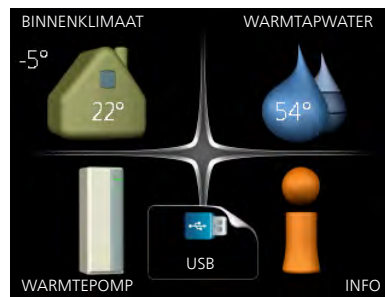 BINNENKLIMAAT
WARMTAPWATER
-5°
22°
54°
USB
WARMTEPOMP
INFO